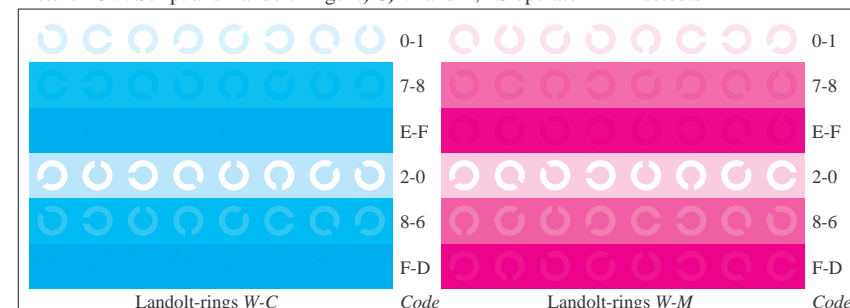 0-1 0-1
7-8 7-8
E-F E-F
2-0 2-0
8-6 8-6
F-D F-D
Landolt-rings W-C Code Landolt-rings W-M Code